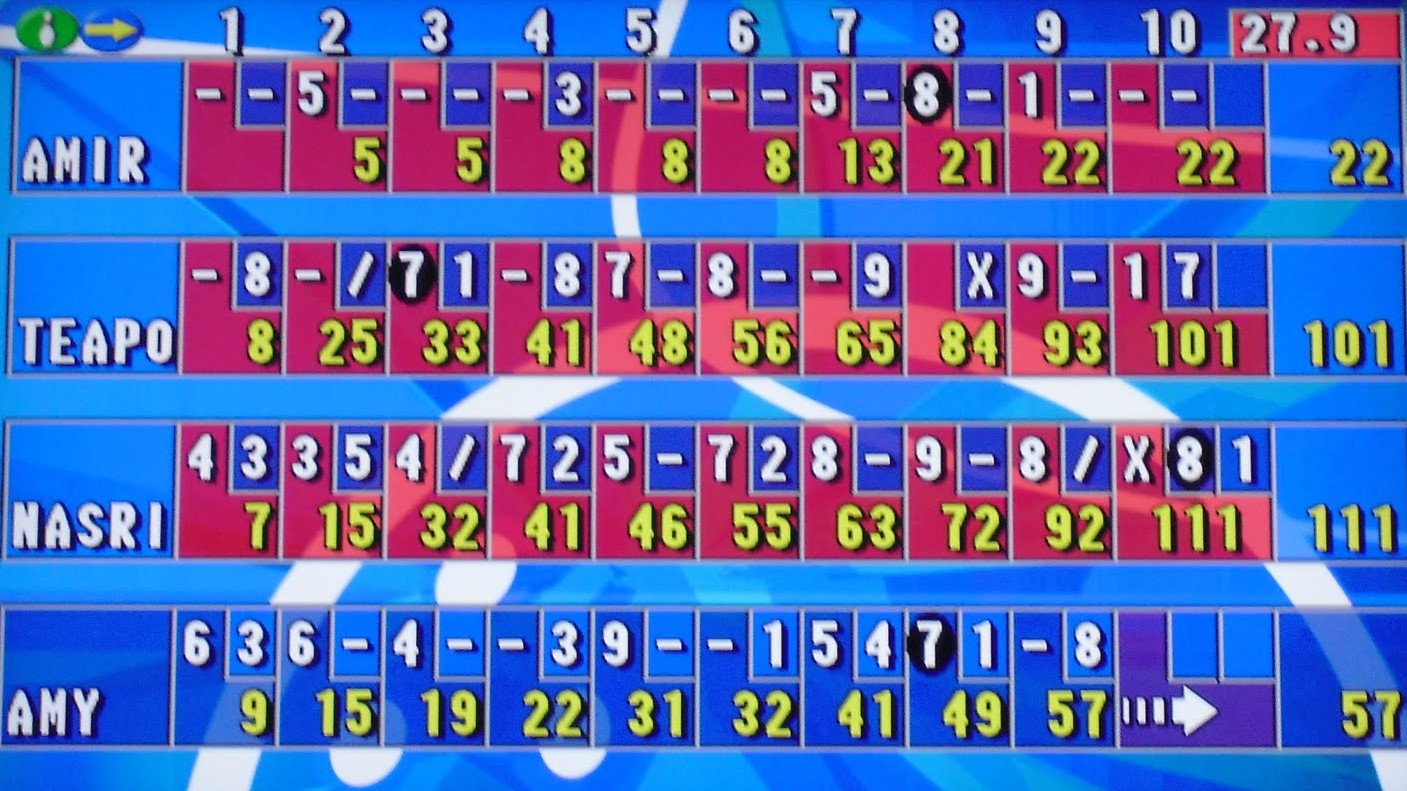 1 2 3 4 5 6 7 8 9 10 27.9
- - 5 - - - - 3 - - - - 5 - 8 - 1 - - -
AMIR 5 5 8 8 8 13 21 22 22 22
- 8 - / 7 1 - 8 7 - 8 - - 9 X 9 - 1 7
TEAPO 8 25 33 41 48 56 65 84 93 101 101
4 3 3 5 4 / 7 2 5 - 7 2 8 - 9 - 8 / X 8 1
NASRI 7 15 32 41 46 55 63 72 92 111 111
6 3 6 - 4 - - 3 9 - - 1 5 4 7 1 - 8
AMY 9 15 19 22 31 32 41 49 57 57